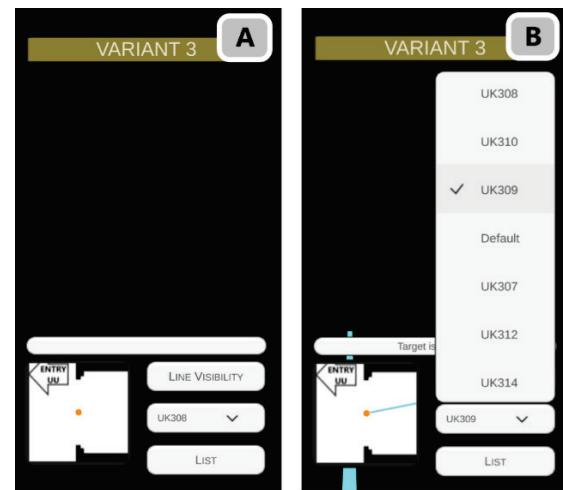 VARIANT 3
A
ENTRY
UU
LINE VISIBILITY
UK308
LIST
VARIANT 3
B
UK308
UK310
UK309
Default
UK307
UK312
UK314
Target is
ENTRY
UU
UK309
LIST